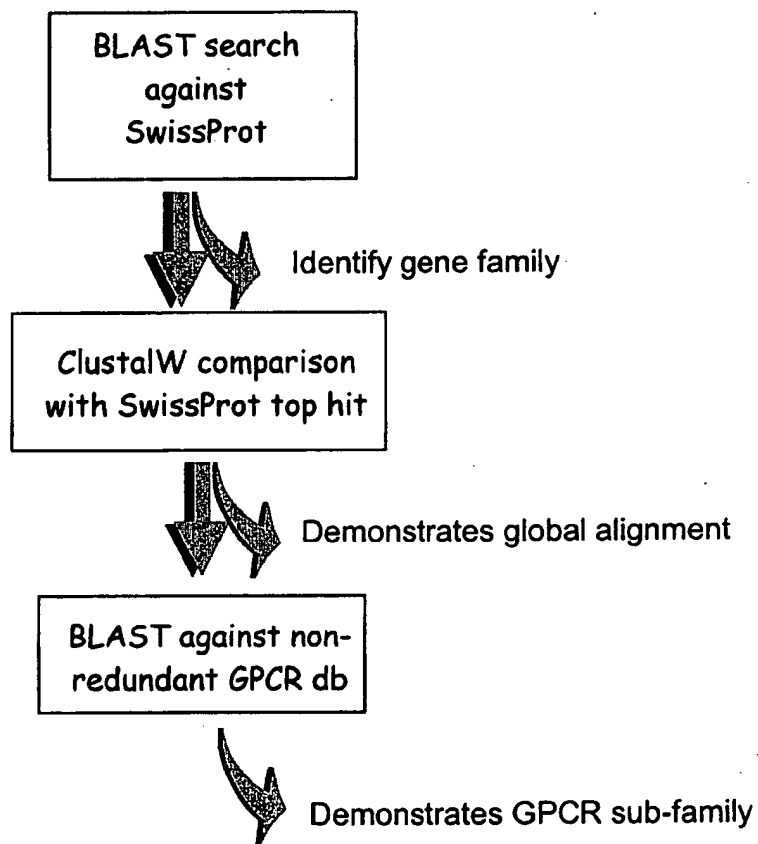 BLAST search
against
SwissProt
Identify gene family
ClustalW comparison
with SwissProt top hit
Demonstrates global alignment
BLAST against non-
redundant GPCR db
Demonstrates GPCR sub-family